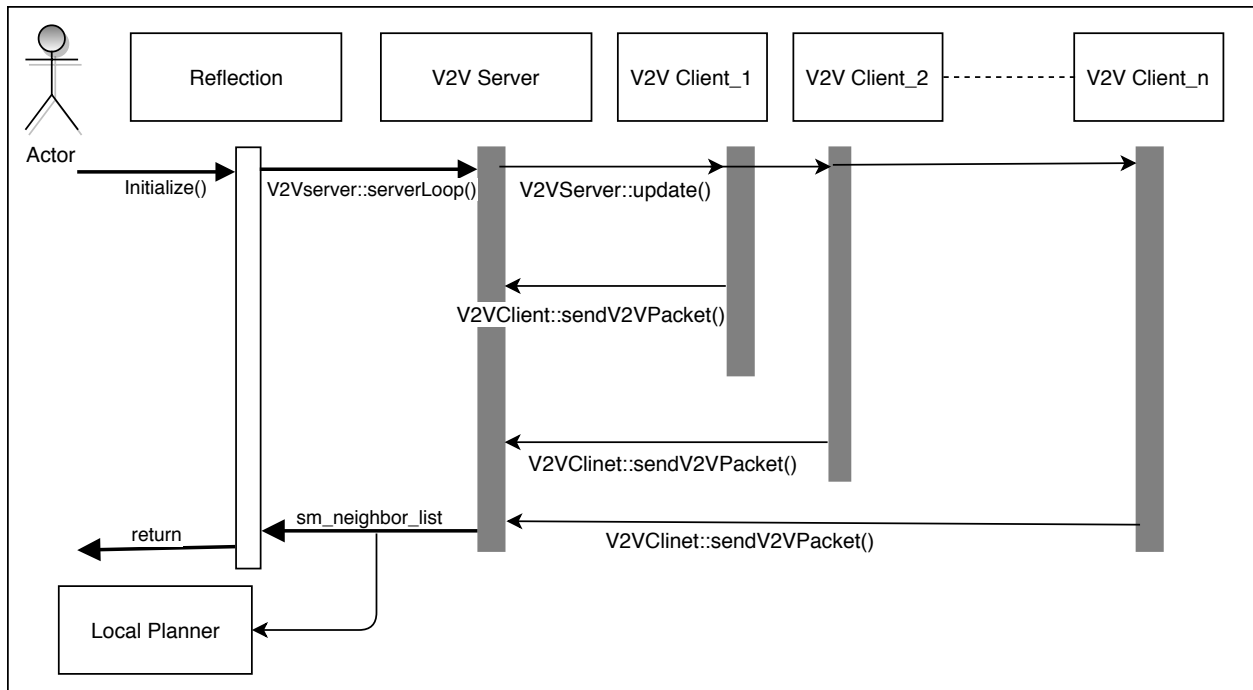 Reflection
V2V Server
V2V Client_1
V2V Client_2
V2V Client_n
Actor
Initialize()
V2Vserver::serverLoop()
V2VServer::update()
V2VClient::sendV2VPacket()
V2VClinet::sendV2VPacket()
sm_neighbor_list
return
V2VClinet::sendV2VPacket()
Local Planner